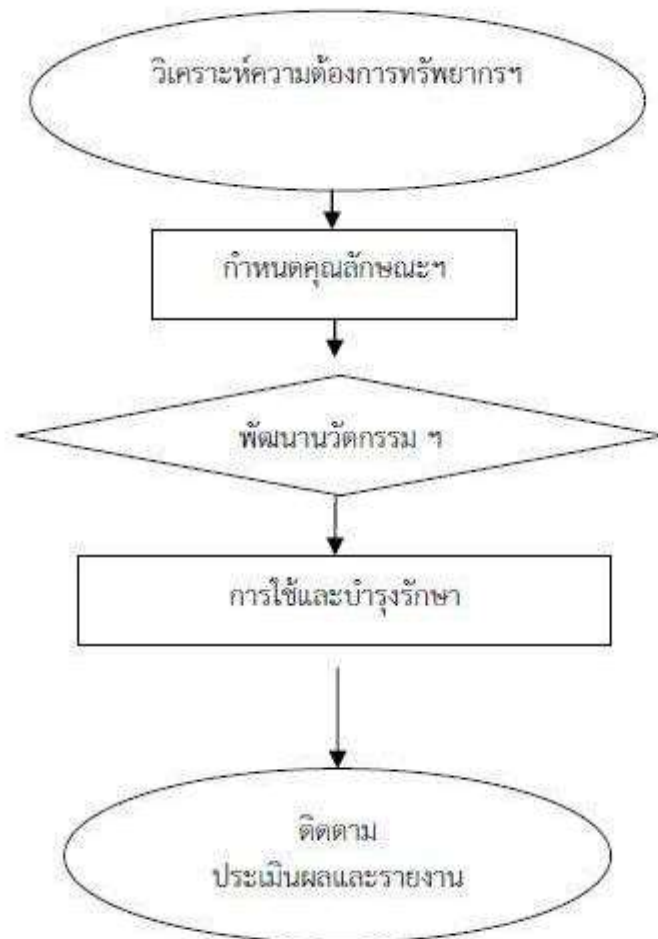 วิเคราะห์ความต้องการทรัพยากรฯ
กำหนดคุณลักษณะฯ
พัฒนานวัตกรรม ฯ
การใช้และบำรุงรักษา
ติดตาม
ประเมินผลและรายงาน